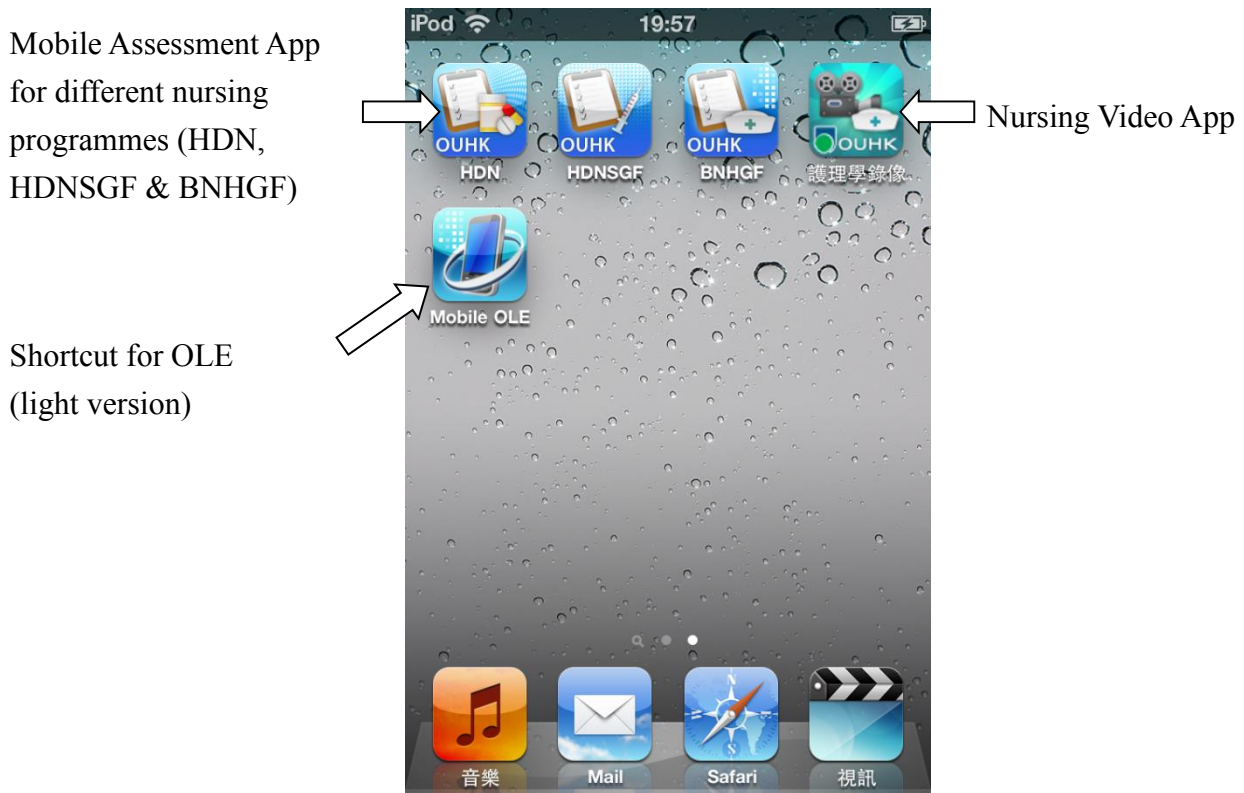 Mobile Assessment App
for different nursing
programmes (HDN,
HDNSGF & BNHGF)
Shortcut for OLE
(light version)
iPod 19:57
OUHK OUHK OUHK OUHK
HDN HDNSGF BNHGF 護理學錄像..
Mobile OLE
N
S
音樂 Mail Safari 視訊
Nursing Video App